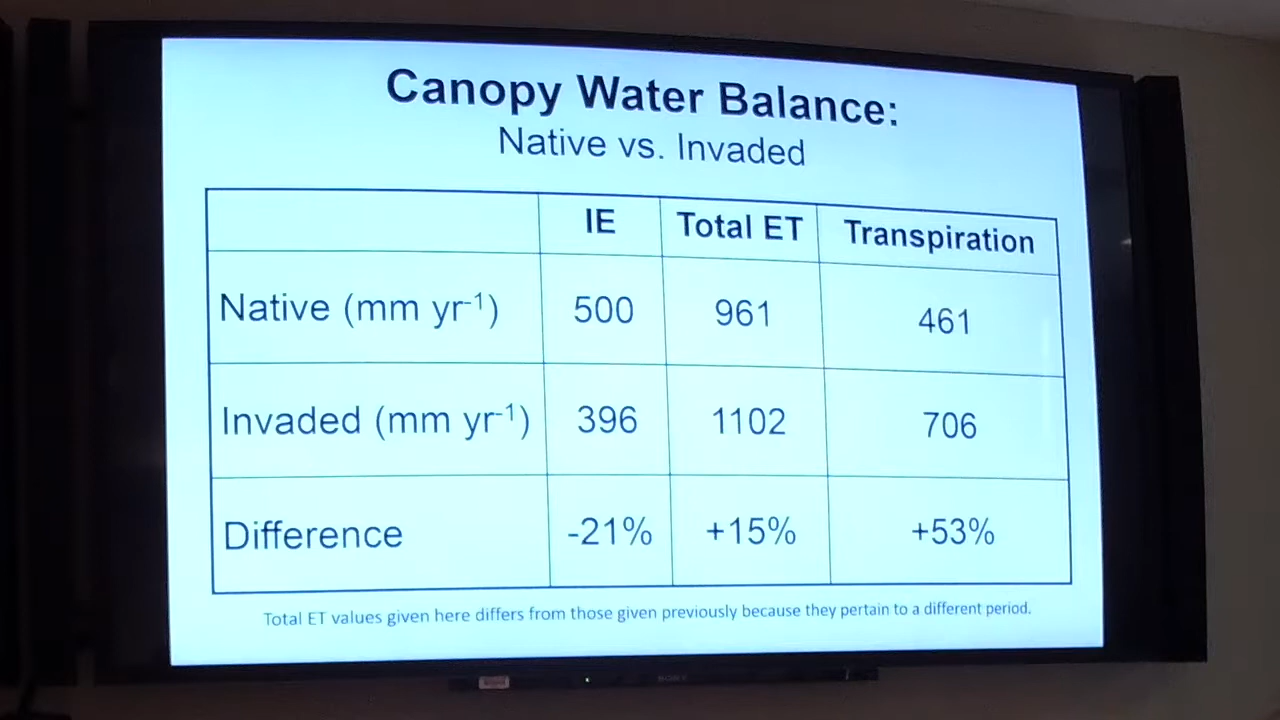 Canopy Water Balance:
Native vs. Invaded
IE Total ET Transpiration
Native (mm yr⁻¹) 500 961 461
Invaded (mm yr⁻¹) 396 1102 706
Difference -21% +15% +53%
Total ET values given here differs from those given previously because they pertain to a different period.
SONY